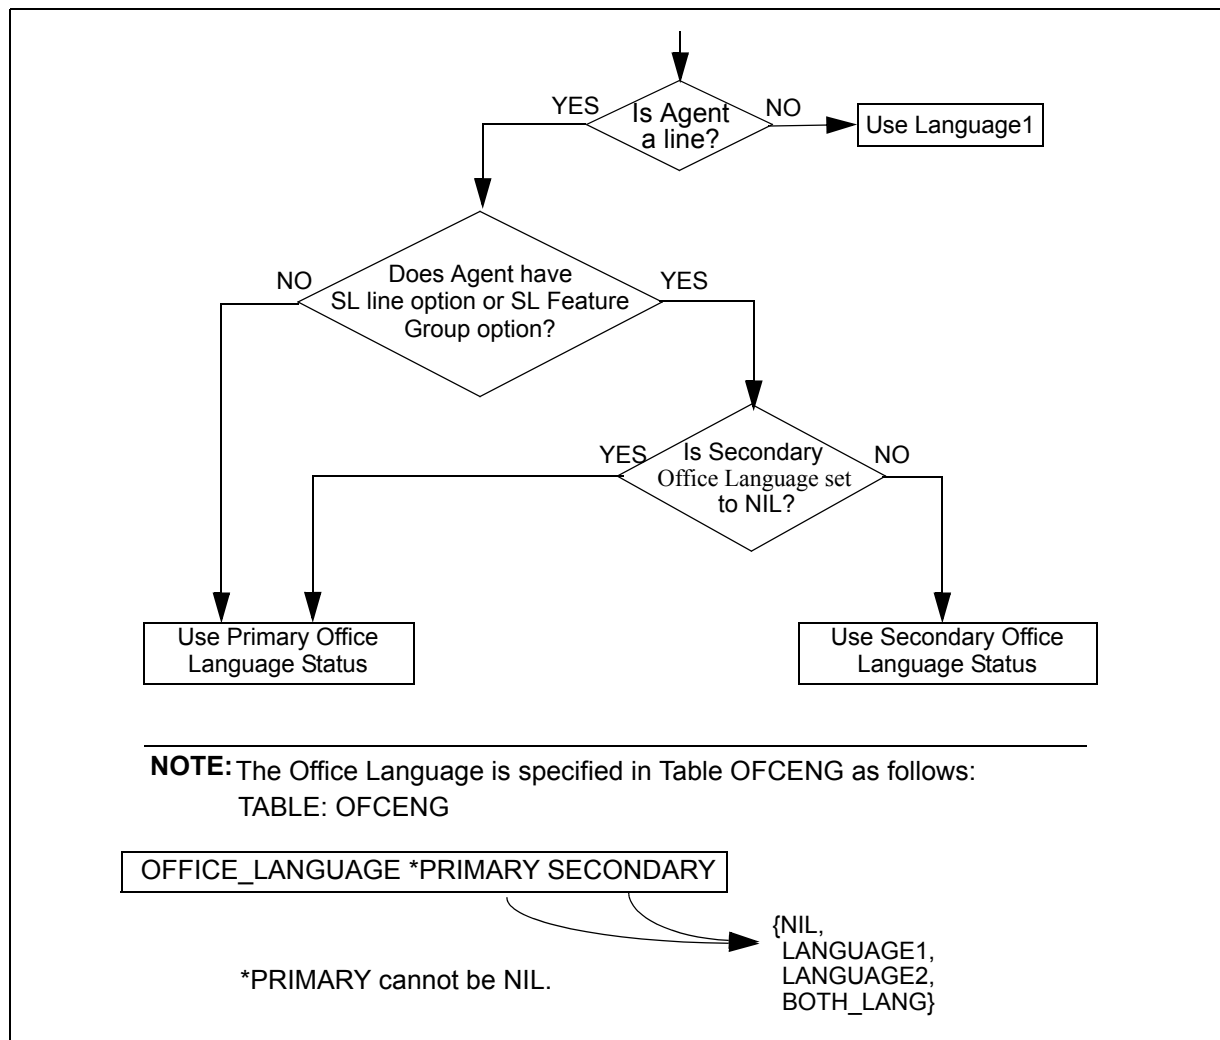 YES
Is Agent
a line?
NO
Use Language1
NO
Does Agent have
SL line option or SL Feature
Group option?
YES
YES
Is Secondary
Office Language set
to NIL?
NO
Use Primary Office
Language Status
Use Secondary Office
Language Status
NOTE: The Office Language is specified in Table OFCENG as follows:
TABLE: OFCENG
OFFICE_LANGUAGE *PRIMARY SECONDARY
{NIL,
LANGUAGE1,
LANGUAGE2,
BOTH_LANG}
*PRIMARY cannot be NIL.